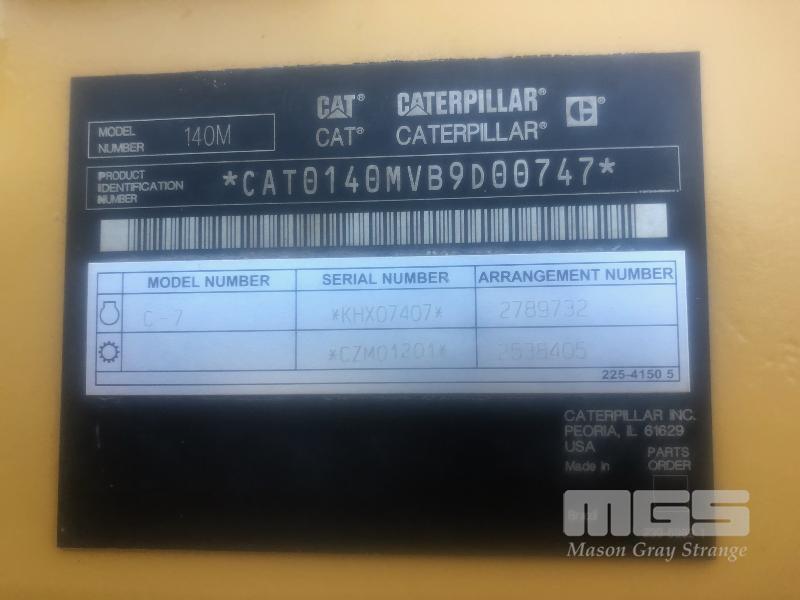 CAT® CATERPILLAR®
CAT® CATERPILLAR®
MODEL NUMBER 140M
PRODUCT IDENTIFICATION NUMBER *CAT0140MVB9D00747*
MODEL NUMBER SERIAL NUMBER ARRANGEMENT NUMBER
C-7 *KHX07407* 2789732
*CZM01201* 2538405
225-4150 5
CATERPILLAR INC.
PEORIA, IL 61629
USA
Made in PARTS ORDER
Brazil
MGS
Mason Gray Strange